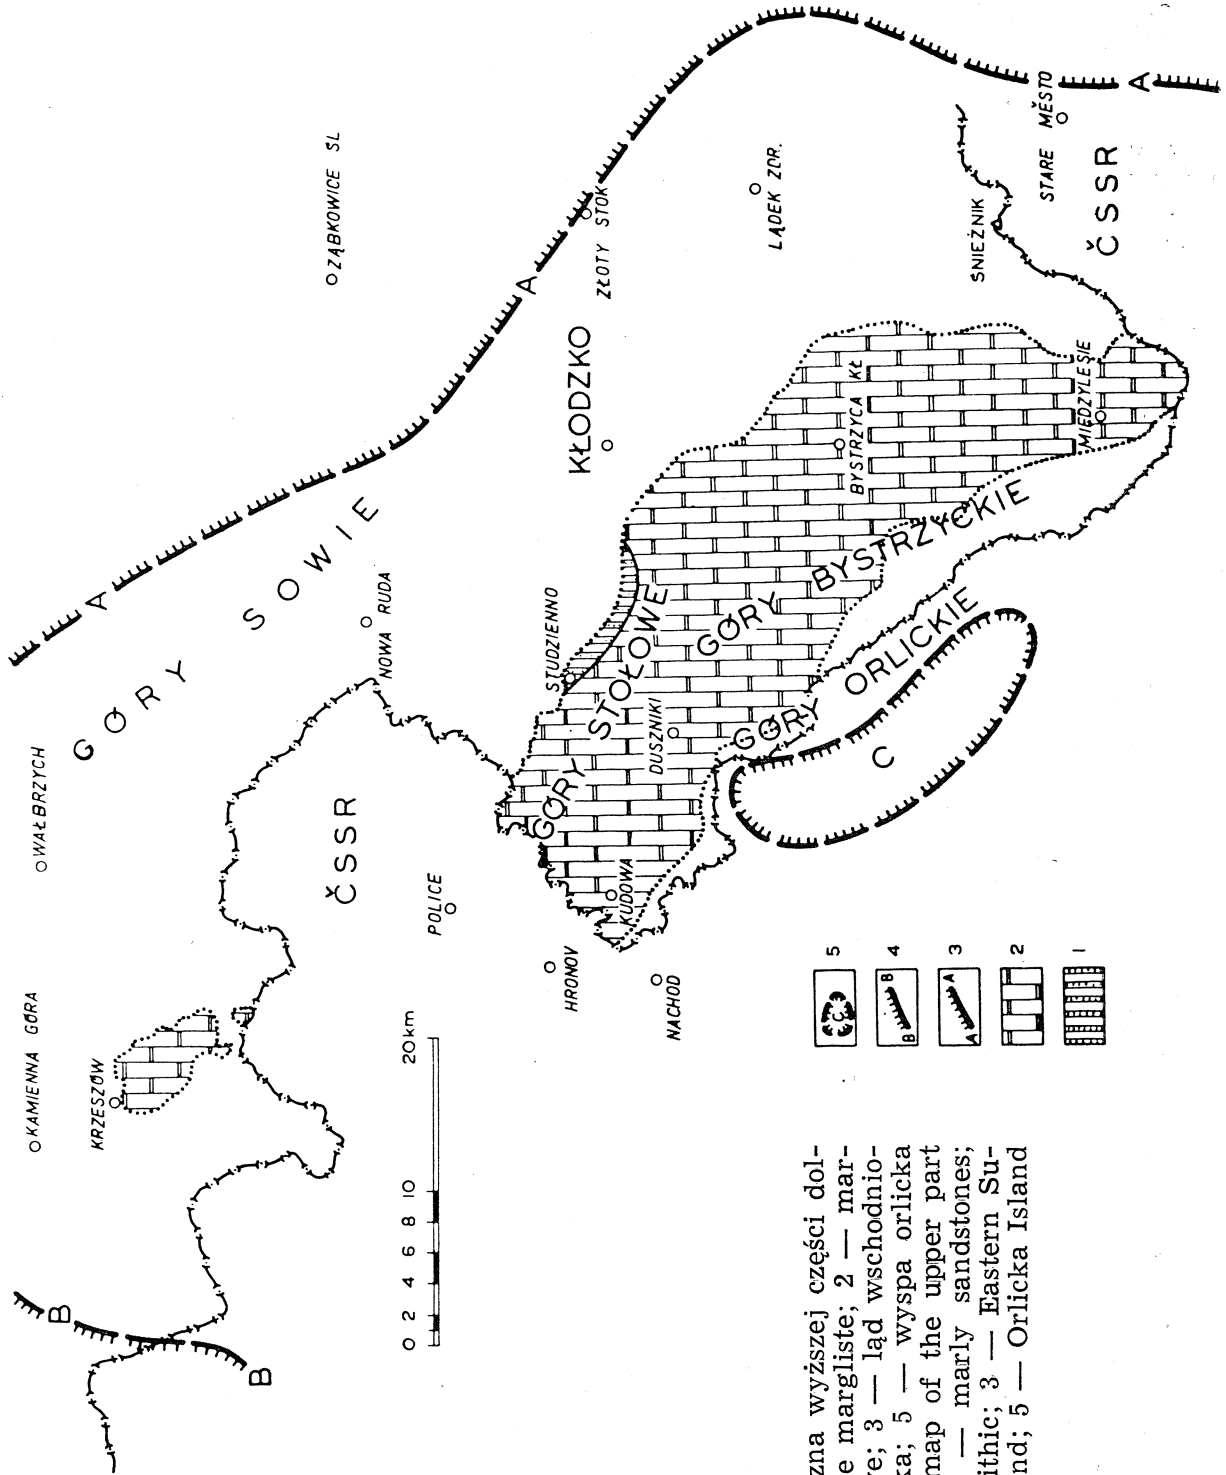 KAMIENNA GÓRA
WAŁBRZYCH
KRZESZÓW
GÓRY SOWIE
ZĄBKOWICE ŚL
NOWA RUDA
ČSSR
POLICE
HRONOV
NACHOD
KUDOWA
DUSZNIKI
STUDZIENNO
GÓRY STOŁOWE
GÓRY BYSTRZYCKIE
GÓRY ORLICKIE
KŁODZKO
ZŁOTY STOK
LĄDEK ZDR.
BYSTRZYCA KŁ
MIĘDZYLESIE
ŚNIEŻNIK
STARE MĚSTO
ČSSR
A
A
A
B
B
C
0 2 4 6 8 10 20km
C 5
B B 4
A A 3
2
1
zna wyższej części dol-
e margliste; 2 — mar-
e; 3 — ląd wschodnio-
ka; 5 — wyspa orlicka
map of the upper part
— marly sandstones;
ithic; 3 — Eastern Su-
nd; 5 — Orlicka Island